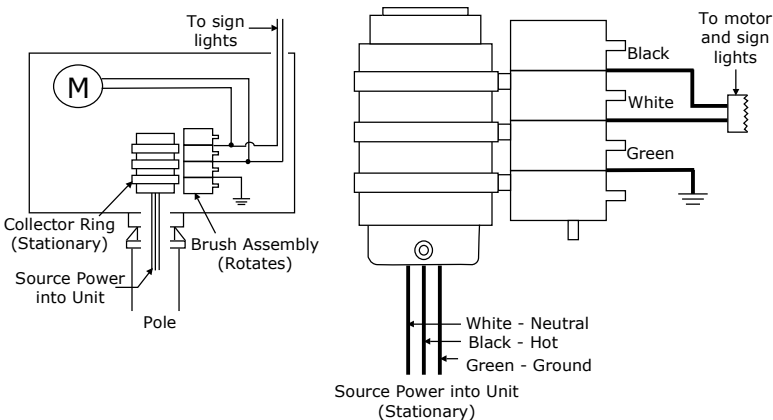 To sign
lights
M
Collector Ring
(Stationary)
Brush Assembly
(Rotates)
Source Power
into Unit
Pole
To motor
and sign
lights
Black
White
Green
White - Neutral
Black - Hot
Green - Ground
Source Power into Unit
(Stationary)